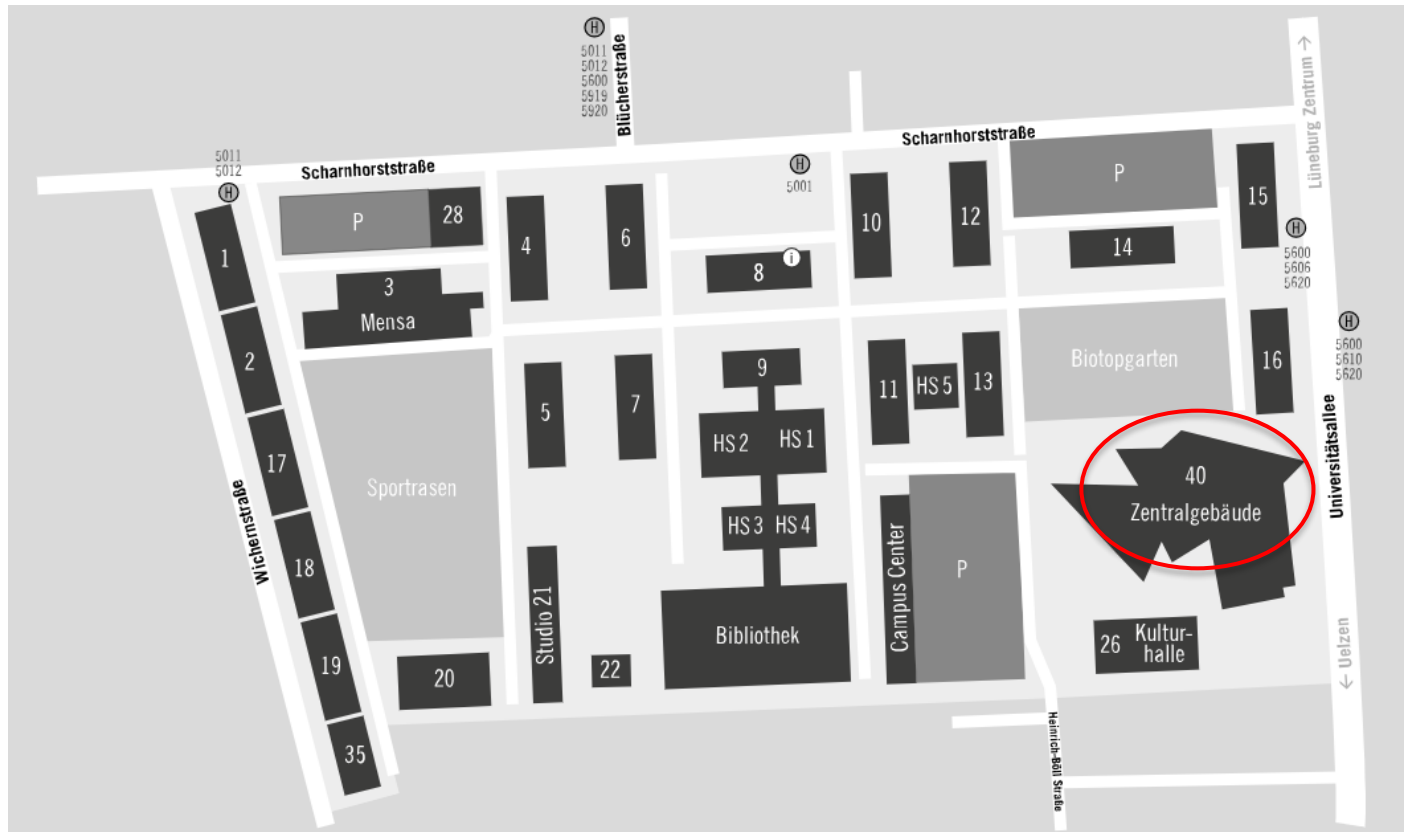 H
5011
5012
5600
5919
5920
Blücherstraße
Lüneburg Zentrum →
Scharnhorststraße
5011
5012
H
Scharnhorststraße
H
5001
P
28
P
15
1
4
6
10
12
H
5600
5606
5620
14
8
i
3
Mensa
H
5600
5610
5620
2
Biotopgarten
16
9
5
7
11
HS 5
13
HS 2
HS 1
17
Sportrasen
40
Zentralgebäude
Universitätsallee
Wichernstraße
HS 3
HS 4
18
Campus Center
P
Studio 21
Bibliothek
26
Kultur-
halle
19
20
22
← Uelzen
35
Heinrich-Böll Straße